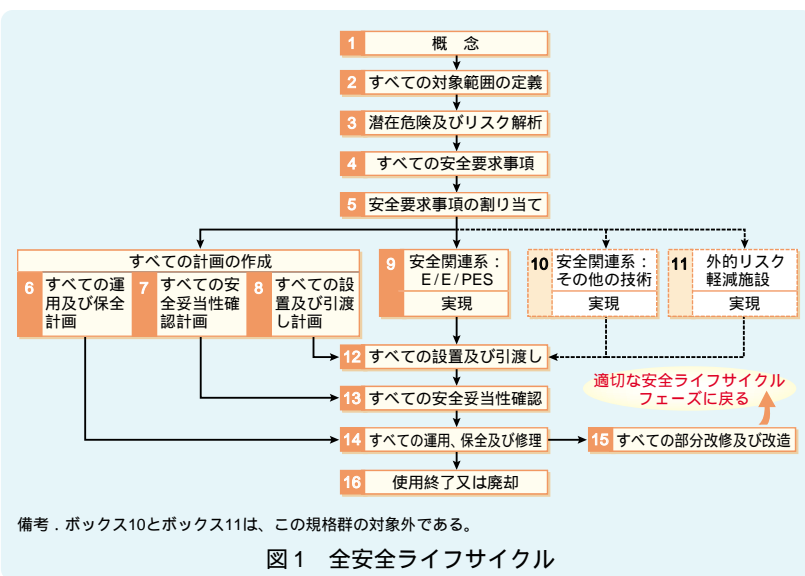 1 概 念
2 すべての対象範囲の定義
3 潜在危険及びリスク解析
4 すべての安全要求事項
5 安全要求事項の割り当て
すべての計画の作成
6 すべての運
用及び保全
計画
7 すべての安
全妥当性確
認計画
8 すべての設
置及び引渡
し計画
9 安全関連系：
E/E/PES
実現
10 安全関連系：
その他の技術
実現
11 外的リスク
軽減施設
実現
12 すべての設置及び引渡し
13 すべての安全妥当性確認
適切な安全ライフサイクル
フェーズに戻る
14 すべての運用、保全及び修理
15 すべての部分改修及び改造
16 使用終了又は廃却
備考．ボックス10とボックス11は、この規格群の対象外である。
図1 全安全ライフサイクル